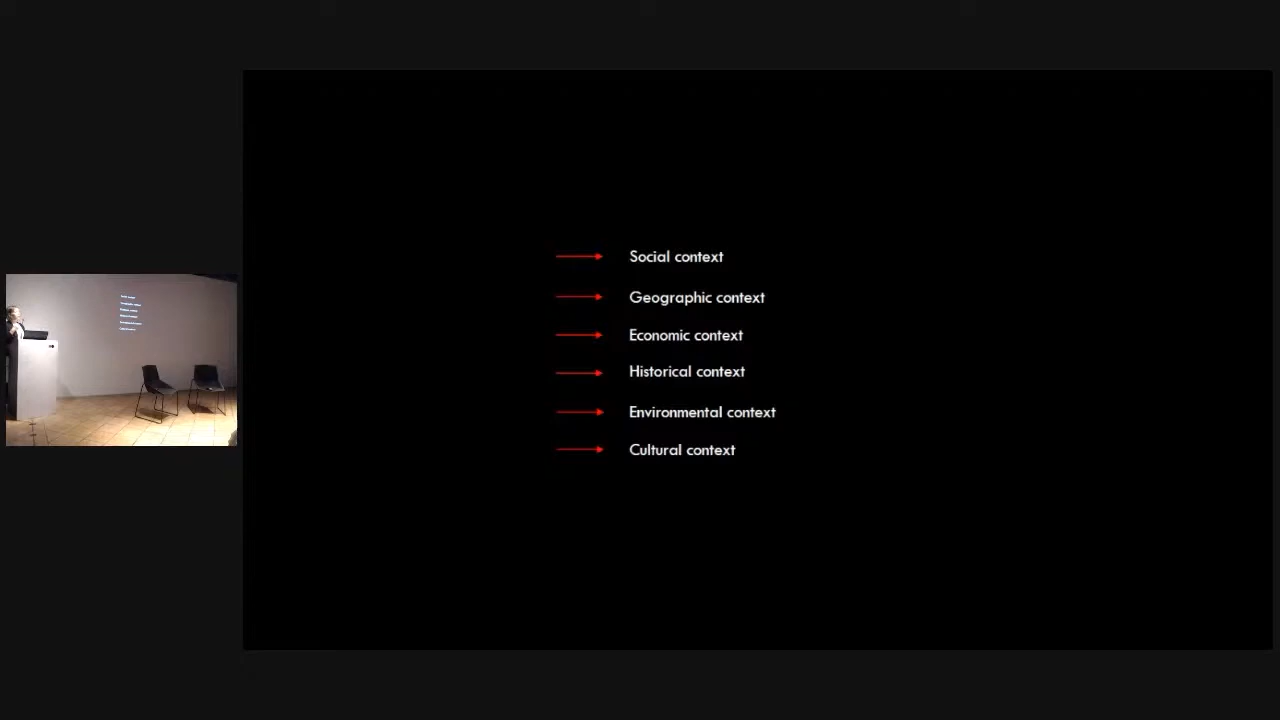 Social context
Geographic context
Economic context
Historical context
Environmental context
Cultural context